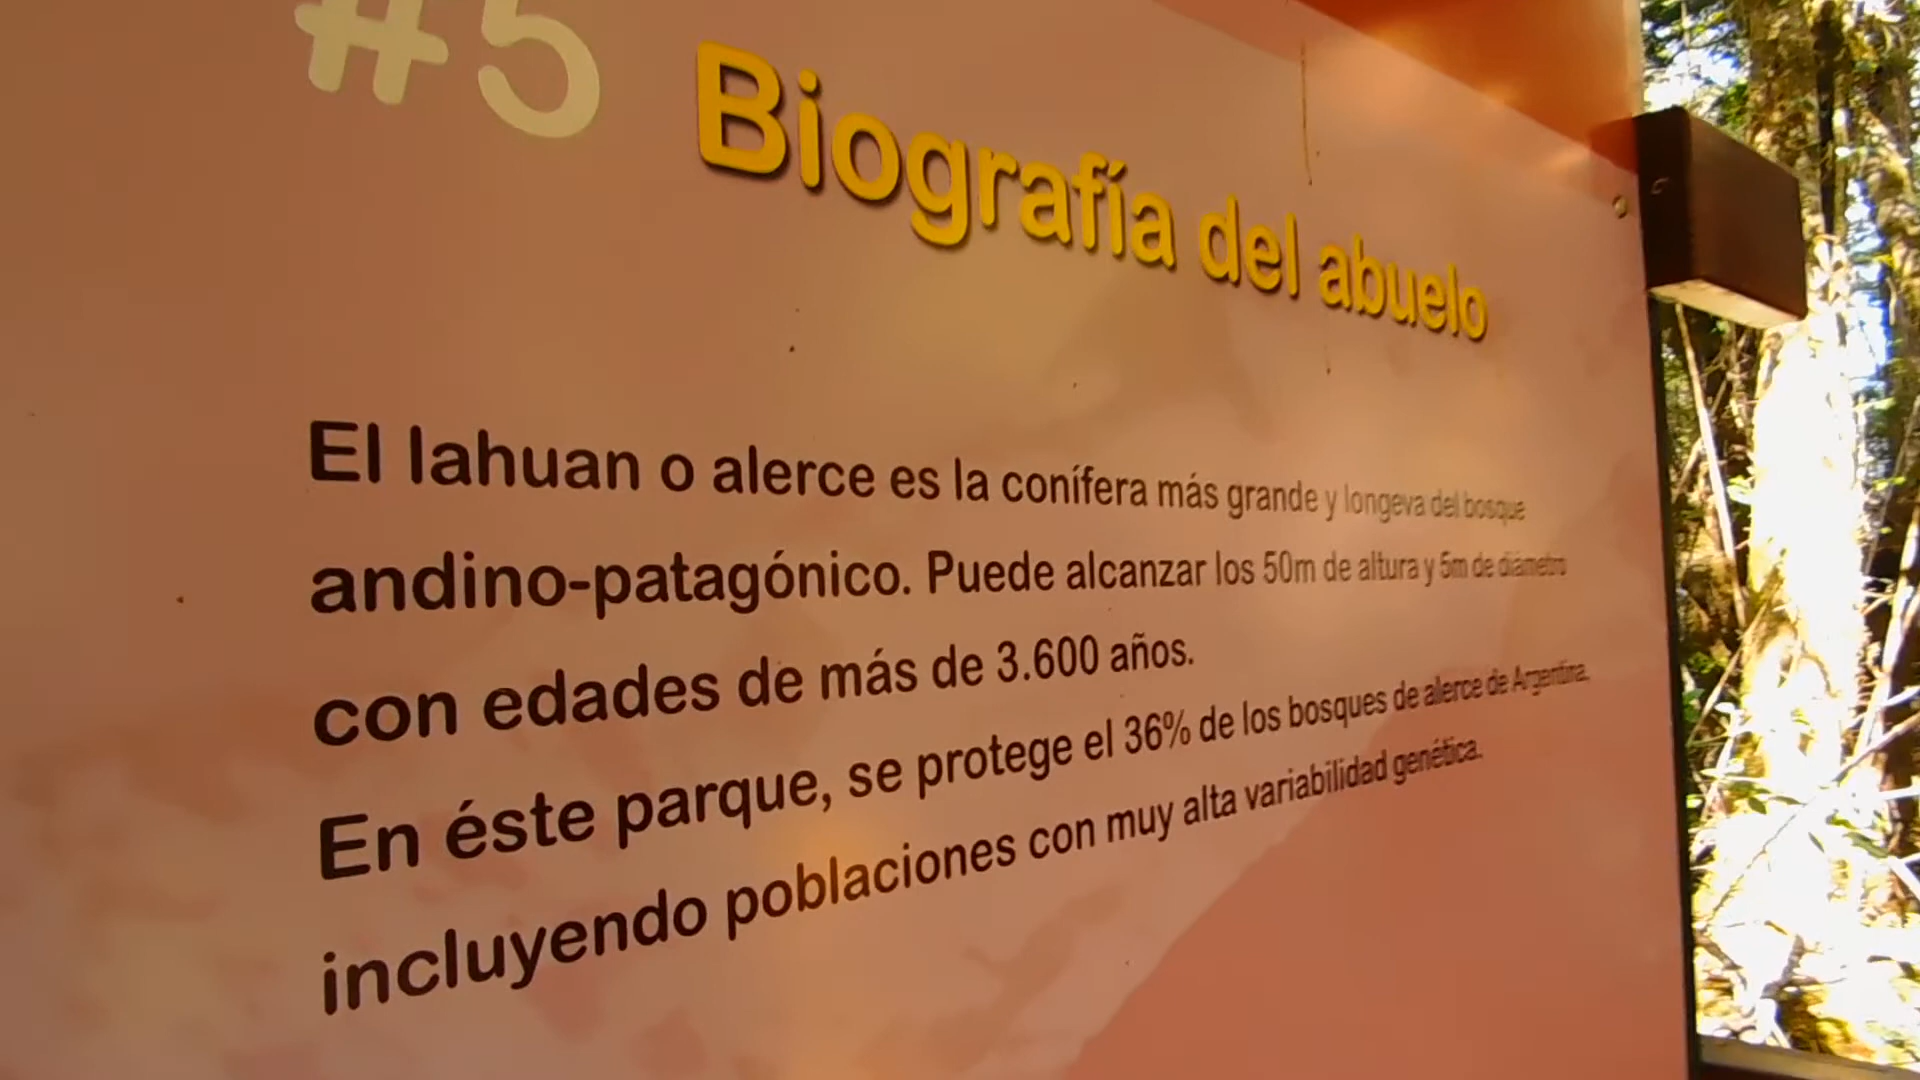 #5 Biografía del abuelo
El lahuan o alerce es la conífera más grande y longeva del bosque
andino-patagónico. Puede alcanzar los 50m de altura y 5m de diámetro
con edades de más de 3.600 años.
En éste parque, se protege el 36% de los bosques de alerce de Argentina,
incluyendo poblaciones con muy alta variabilidad genética.